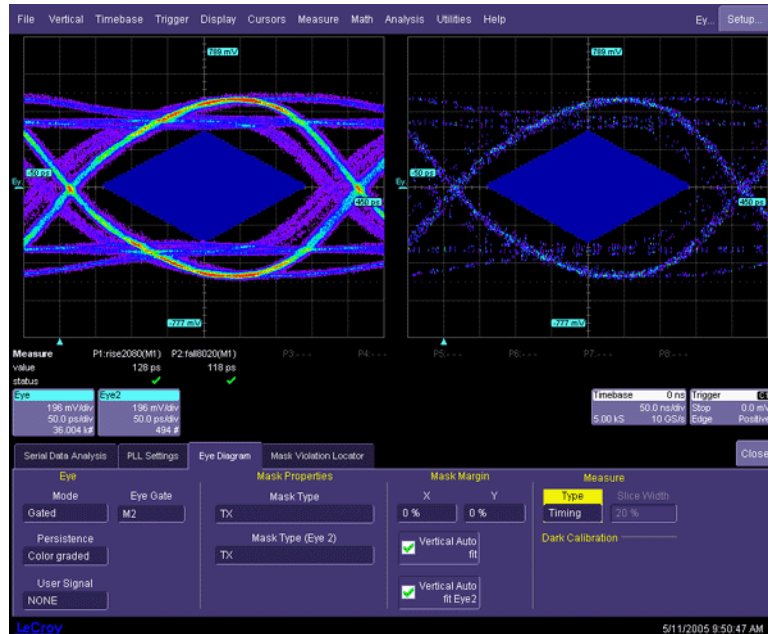 File Vertical Timebase Trigger Display Cursors Measure Math Analysis Utilities Help Ey... Setup...
789 mV 789 mV
-50 ps 450 ps -50 ps 450 ps
Ey Ey
-777 mV -777 mV
Measure P1:rise2080(M1) P2:fall8020(M1) P3:- - - P4:- - - P5:- - - P6:- - - P7:- - - P8:- - -
value 128 ps 118 ps
status
Eye Eye2 Timebase 0 ns Trigger C1
196 mV/div 196 mV/div 50.0 ns/div Stop 0.0 mV
50.0 ps/div 50.0 ps/div 5.00 kS 10 GS/s Edge Positive
36.004 k# 494 #
Serial Data Analysis PLL Settings Eye Diagram Mask Violation Locator Close
Eye Mask Properties Mask Margin Measure
Mode Eye Gate Mask Type X Y Type Slice Width
Gated M2 TX 0 % 0 % Timing 20 %
Persistence Mask Type (Eye 2) Vertical Auto fit Dark Calibration
Color graded TX
User Signal Vertical Auto fit Eye2
NONE
LeCroy 5/11/2005 9:50:47 AM